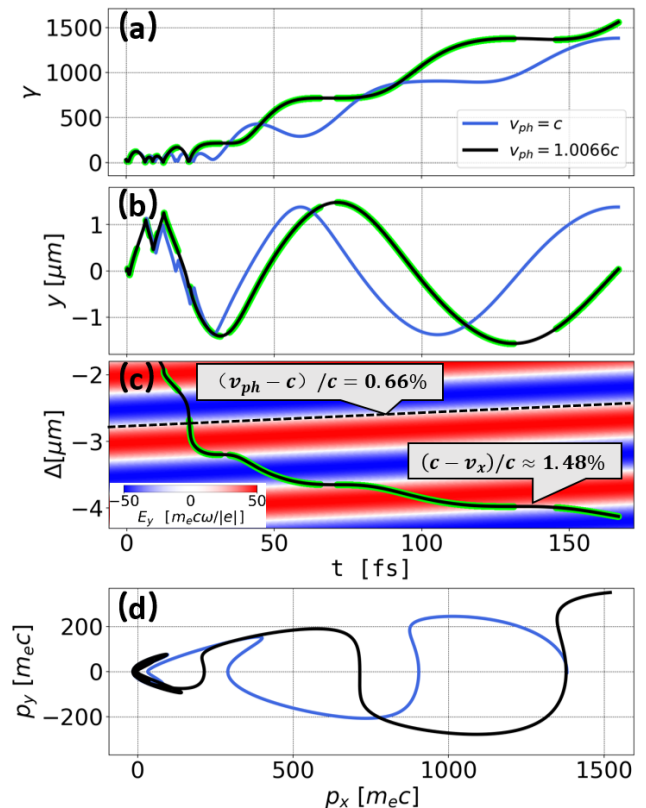 (a)
1500
1000
500
0
γ
v_ph = c
v_ph = 1.0066c
(b)
1
0
−1
y [μm]
(c)
(v_ph − c) /c = 0.66%
(c − v_x)/c ≈ 1.48%
−2
−3
−4
Δ[μm]
−50 50
E_y [m_ecω/|e|]
0 50 100 150
t [fs]
(d)
200
0
−200
p_y [m_ec]
0 500 1000 1500
p_x [m_ec]